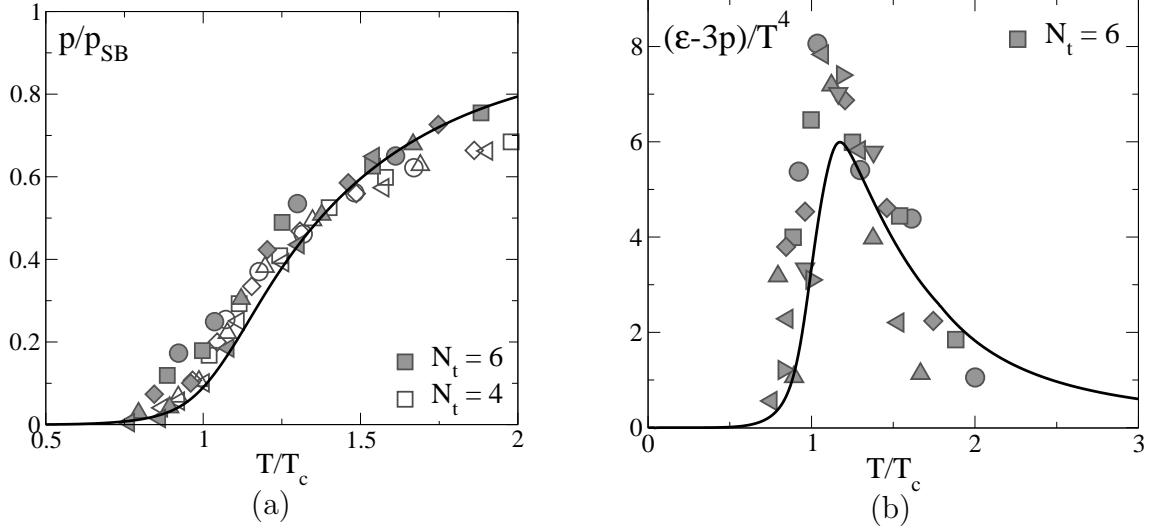 p/p_SB
1
0.8
0.6
0.4
0.2
0
N_t = 6
N_t = 4
0.5 1 1.5 2
T/T_c
(a)
(ε-3p)/T^4
N_t = 6
8
6
4
2
0
0 1 2 3
T/T_c
(b)